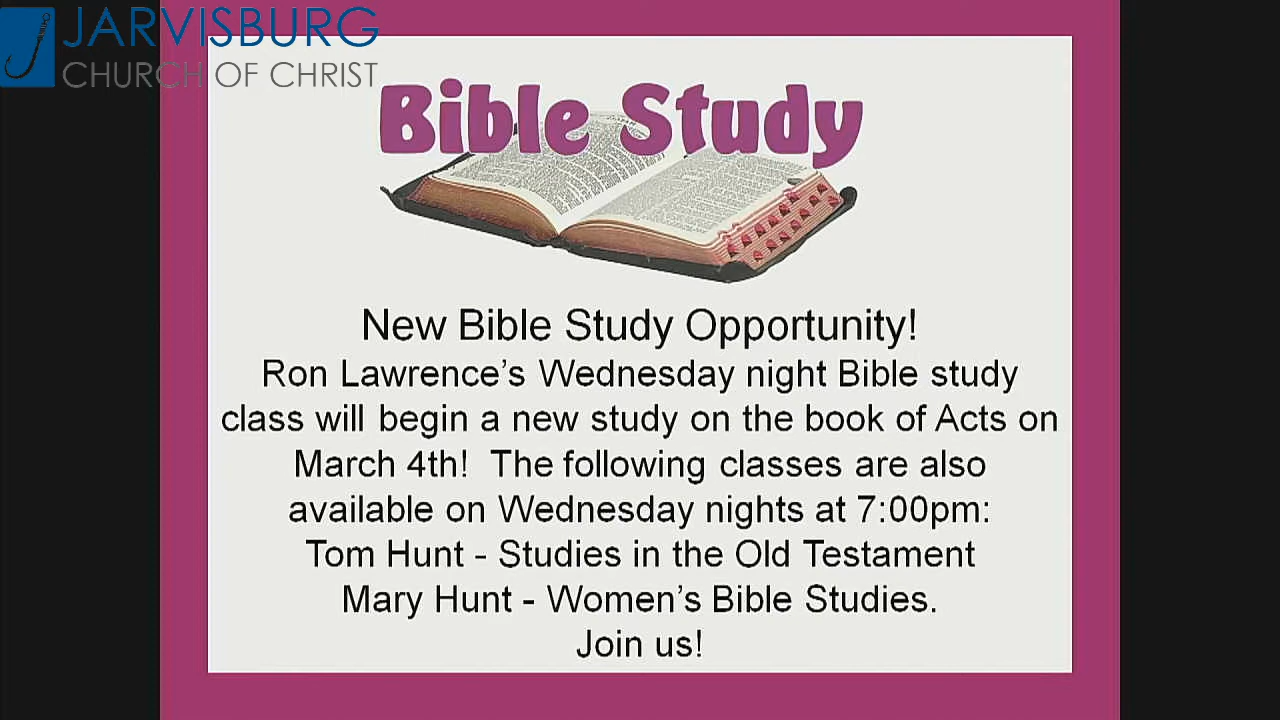 JARVISBURG
CHURCH OF CHRIST
Bible Study
New Bible Study Opportunity!
Ron Lawrence's Wednesday night Bible study
class will begin a new study on the book of Acts on
March 4th!  The following classes are also
available on Wednesday nights at 7:00pm:
Tom Hunt - Studies in the Old Testament
Mary Hunt - Women's Bible Studies.
Join us!